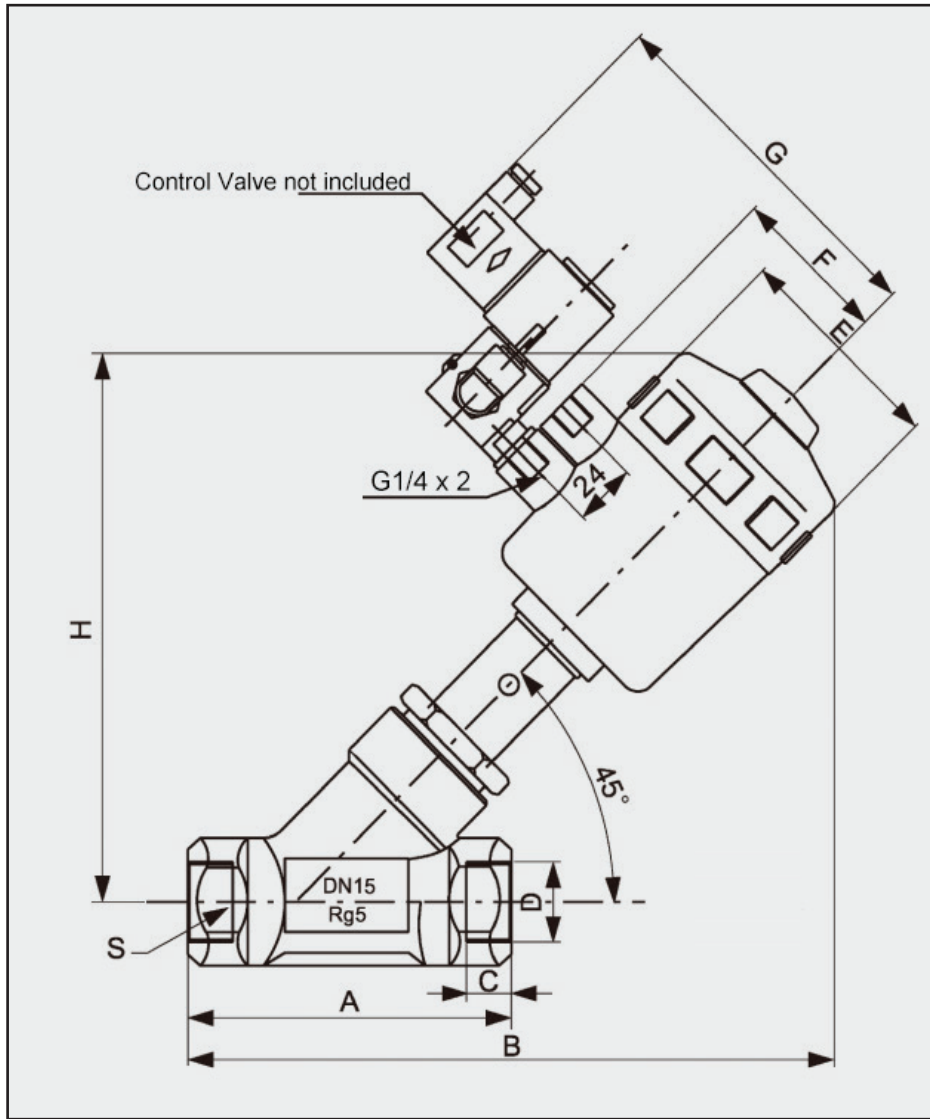 G
Control Valve not included
F
E
G1/4 x 2
24
H
45°
DN15
Rg5
D
S
C
A
B